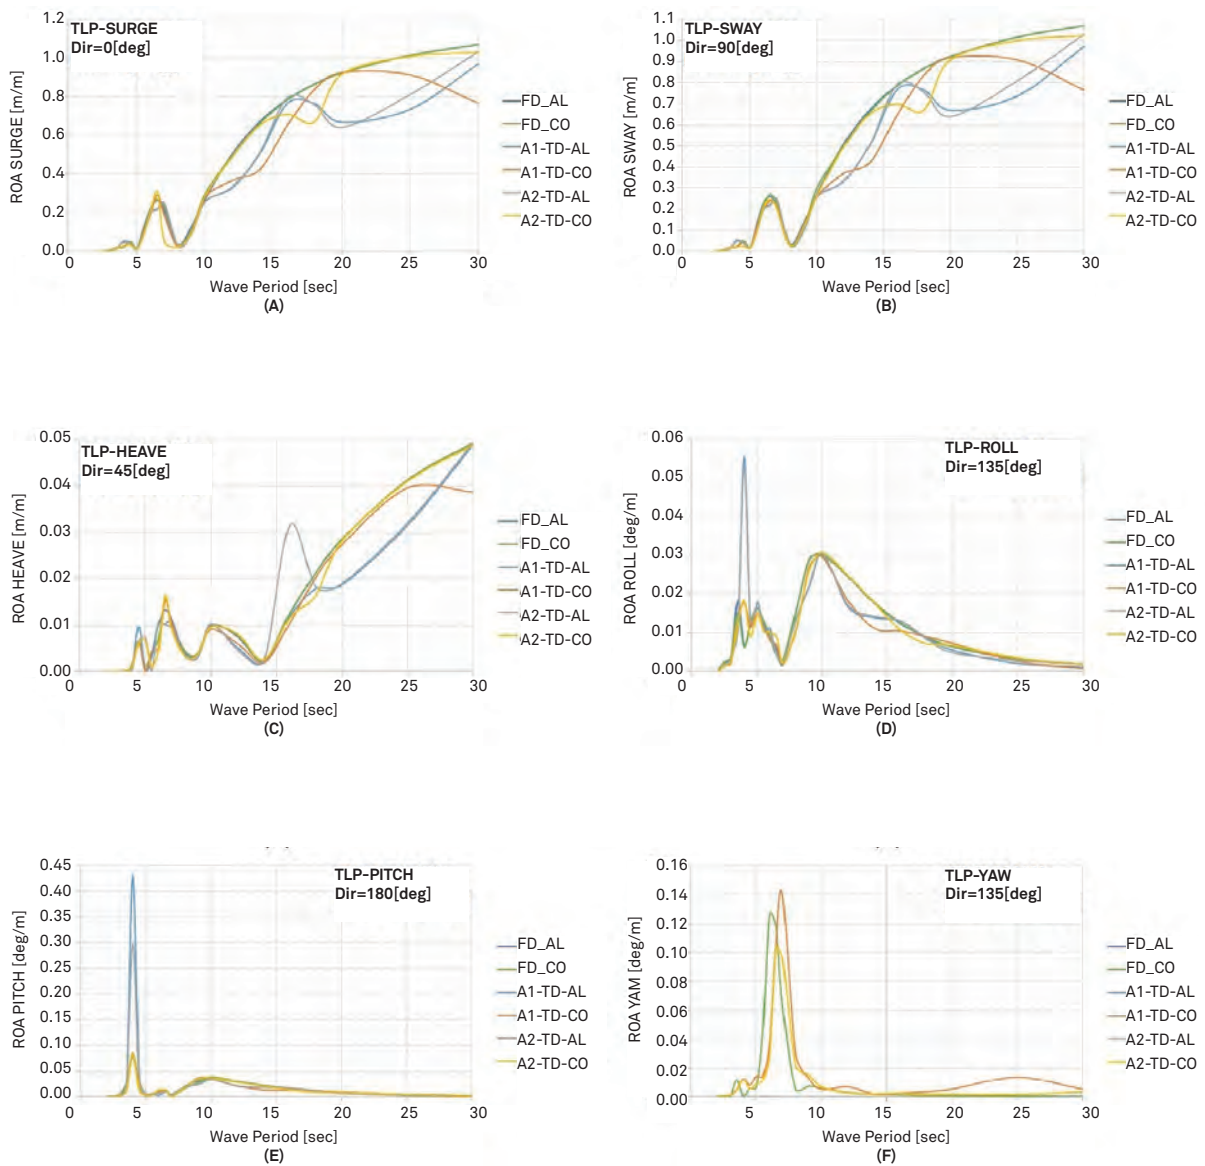 TLP-SURGE
Dir=0[deg]
ROA SURGE [m/m]
1.2
1.0
0.8
0.6
0.4
0.2
0.0
0 5 10 15 20 25 30
Wave Period [sec]
(A)
FD_AL
FD_CO
A1-TD-AL
A1-TD-CO
A2-TD-AL
A2-TD-CO
TLP-SWAY
Dir=90[deg]
ROA SWAY [m/m]
1.1
1.0
0.9
0.8
0.7
0.6
0.5
0.4
0.3
0.2
0.1
0.0
0 5 10 15 20 25 30
Wave Period [sec]
(B)
FD_AL
FD_CO
A1-TD-AL
A1-TD-CO
A2-TD-AL
A2-TD-CO
TLP-HEAVE
Dir=45[deg]
ROA HEAVE [m/m]
0.05
0.04
0.03
0.02
0.01
0.00
0 5 10 15 20 25 30
Wave Period [sec]
(C)
FD_AL
FD_CO
A1-TD-AL
A1-TD-CO
A2-TD-AL
A2-TD-CO
TLP-ROLL
Dir=135[deg]
ROA ROLL [deg/m]
0.06
0.05
0.04
0.03
0.02
0.01
0.00
0 5 10 15 20 25 30
Wave Period [sec]
(D)
FD_AL
FD_CO
A1-TD-AL
A1-TD-CO
A2-TD-AL
A2-TD-CO
TLP-PITCH
Dir=180[deg]
ROA PITCH [deg/m]
0.45
0.40
0.35
0.30
0.25
0.20
0.15
0.10
0.05
0.00
0 5 10 15 20 25 30
Wave Period [sec]
(E)
FD_AL
FD_CO
A1-TD-AL
A1-TD-CO
A2-TD-AL
A2-TD-CO
TLP-YAW
Dir=135[deg]
ROA YAM [deg/m]
0.16
0.14
0.12
0.10
0.08
0.06
0.04
0.02
0.00
0 5 10 15 20 25 30
Wave Period [sec]
(F)
FD_AL
FD_CO
A1-TD-AL
A1-TD-CO
A2-TD-AL
A2-TD-CO